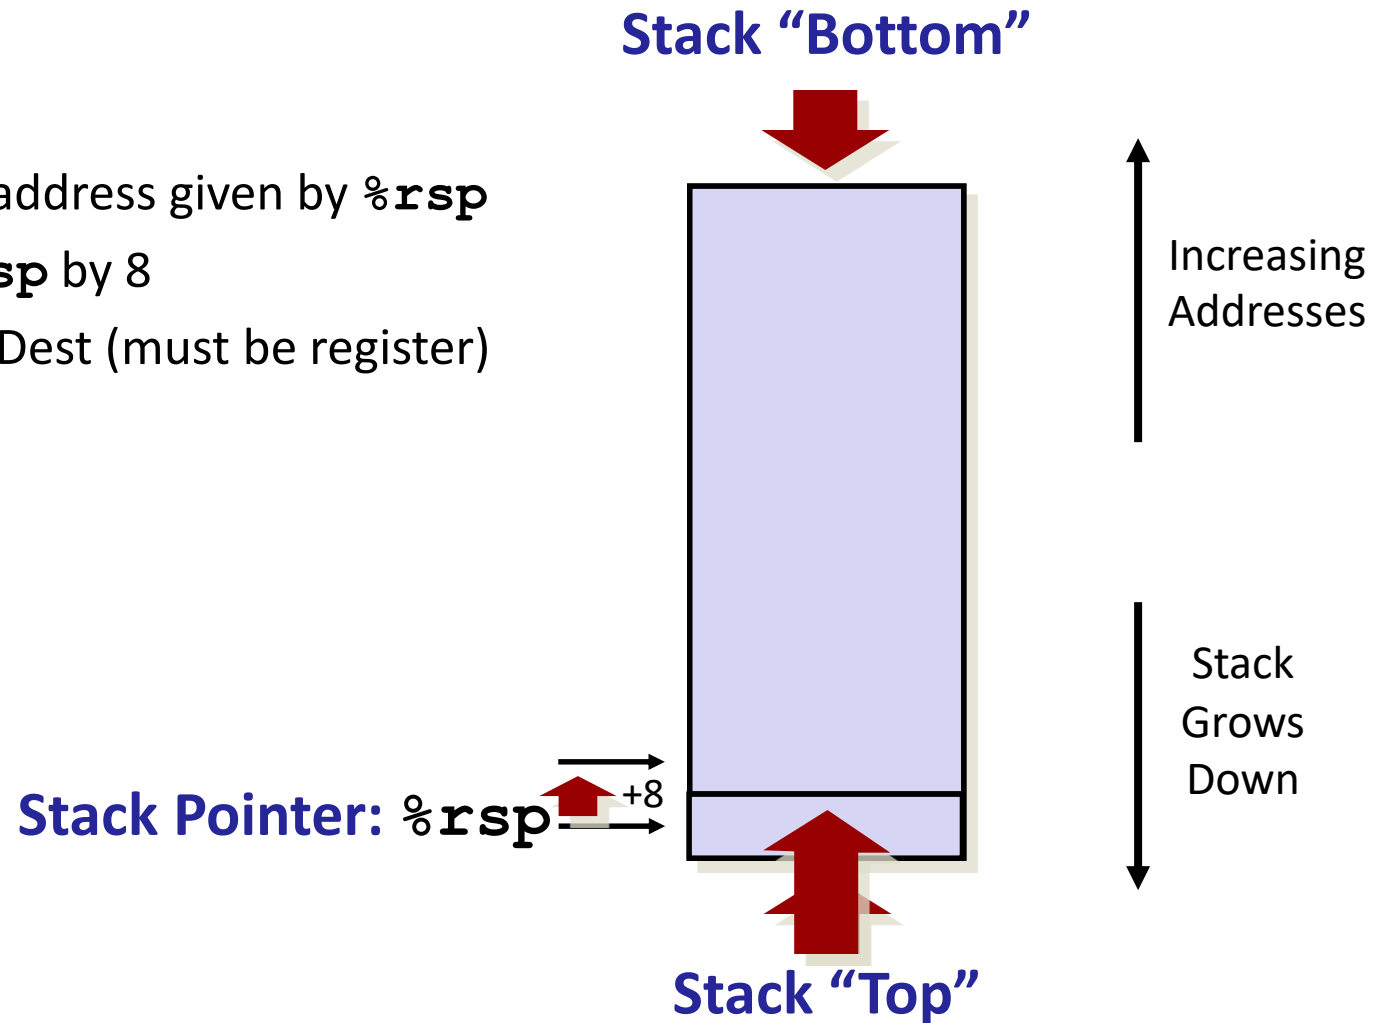 Stack “Bottom”
address given by %rsp
sp by 8
Dest (must be register)
Increasing
Addresses
Stack
Grows
Down
+8
Stack Pointer: %rsp
Stack “Top”